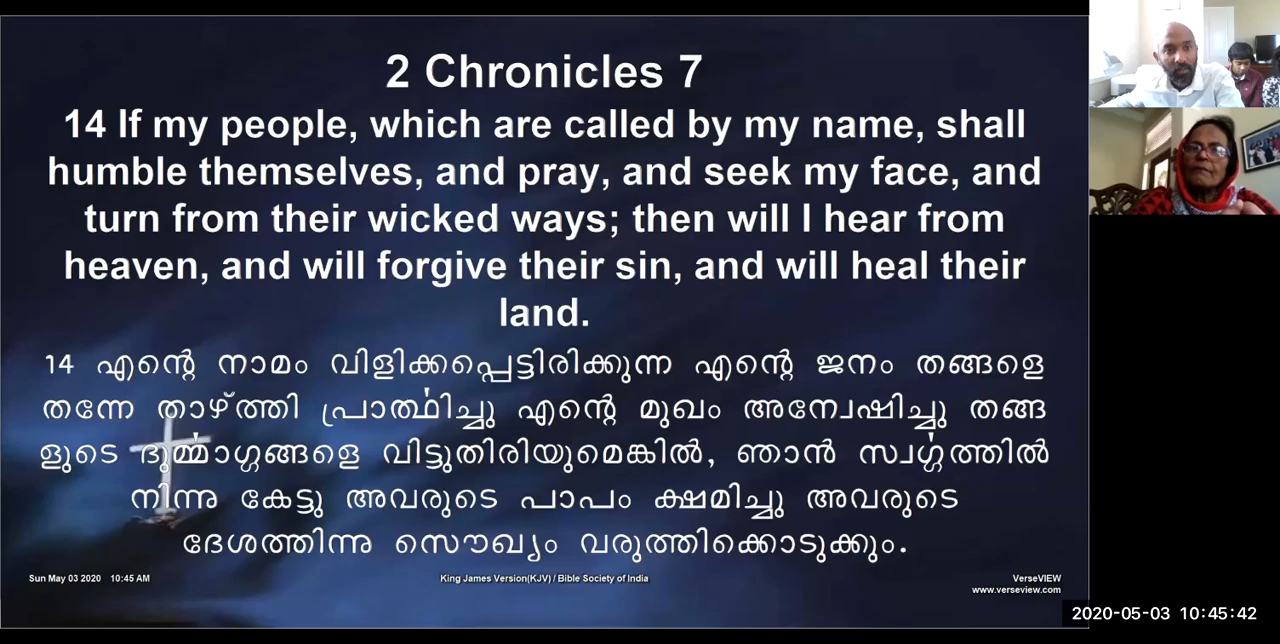 2 Chronicles 7
14 If my people, which are called by my name, shall
humble themselves, and pray, and seek my face, and
turn from their wicked ways; then will I hear from
heaven, and will forgive their sin, and will heal their
land.
14 എന്റെ നാമം വിളിക്കപ്പെട്ടിരിക്കുന്ന എന്റെ ജനം തങ്ങളെ
തന്നേ താഴ്ത്തി പ്രാൎത്ഥിച്ചു എന്റെ മുഖം അന്വേഷിച്ചു തങ്ങ
ളുടെ ദുൎമ്മാഗ്ഗങ്ങളെ വിട്ടുതിരിയുമെങ്കിൽ, ഞാൻ സ്വൎഗ്ഗത്തിൽ
നിന്നു കേട്ടു അവരുടെ പാപം ക്ഷമിച്ചു അവരുടെ
ദേശത്തിന്നു സൌഖ്യം വരുത്തിക്കൊടുക്കും.
Sun May 03 2020 10:45 AM
King James Version(KJV) / Bible Society of India
VerseVIEW
www.verseview.com
2020-05-03 10:45:42